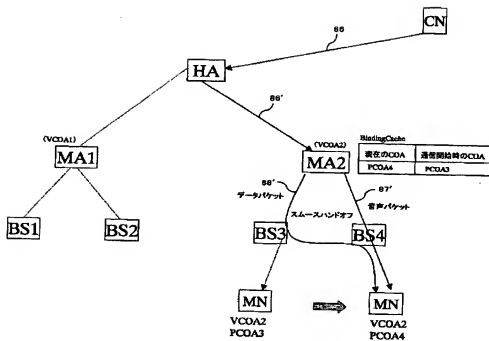 CN
86
HA
86'
(VCOA1)
MA1
(VCOA2)
MA2
BindingCache
現在のCOA 通信開始時のCOA
PCOA4 PCOA3
88'
データパケット
87'
音声パケット
スムースハンドオフ
BS1
BS2
BS3
BS4
MN
VCOA2
PCOA3
MN
VCOA2
PCOA4